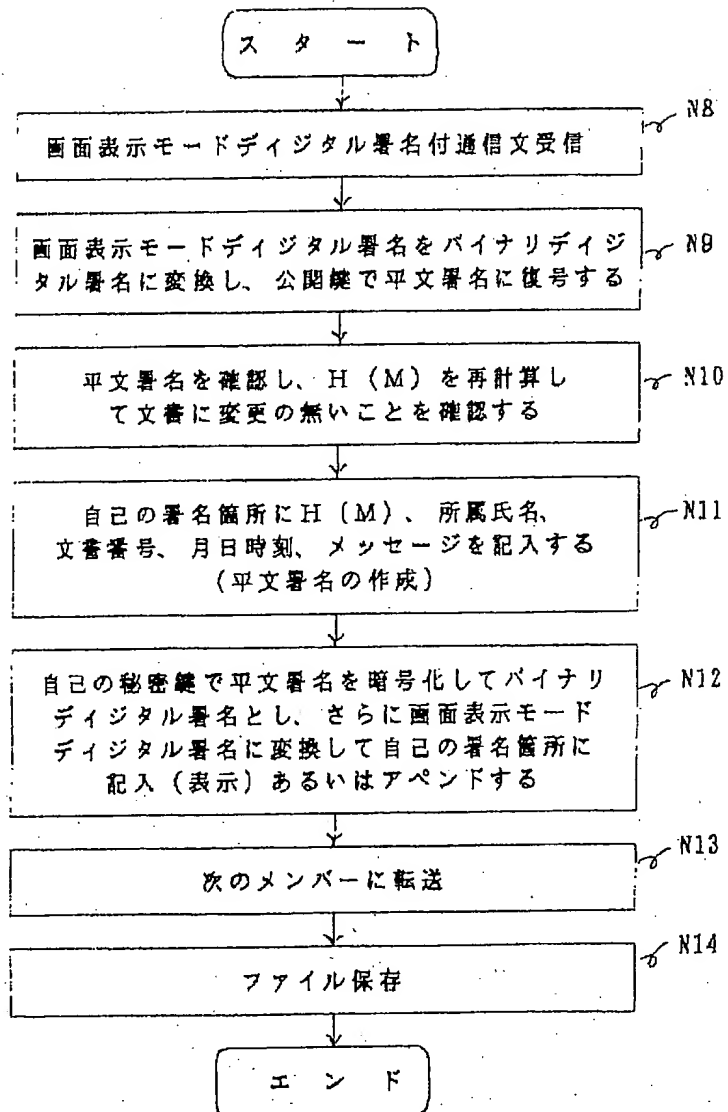 スタート
N8
画面表示モードディジタル署名付通信文受信
N9
画面表示モードディジタル署名をバイナリディジ
タル署名に変換し、公開鍵で平文署名に復号する
N10
平文署名を確認し、H(M)を再計算し
て文書に変更の無いことを確認する
N11
自己の署名箇所にH(M)、所属氏名、
文書番号、月日時刻、メッセージを記入する
(平文署名の作成)
N12
自己の秘密鍵で平文署名を暗号化してバイナリ
ディジタル署名とし、さらに画面表示モード
ディジタル署名に変換して自己の署名箇所に
記入(表示)あるいはアペンドする
N13
次のメンバーに転送
N14
ファイル保存
エンド